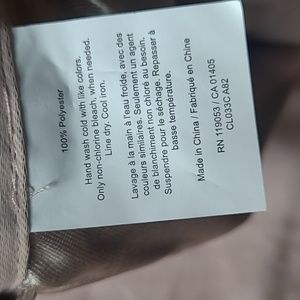 100% Polyester
Hand wash cold with like colors.
Only non-chlorine bleach, when needed.
Line dry. Cool iron.
Lavage à la main à l'eau froide, avec des
couleurs similaires. Seulement un agent
de blanchiment non chloré au besoin.
Suspendre pour le séchage. Repasser à
basse température.
Made in China / Fabriqué en Chine
RN 119053 / CA 01405
CL033C A82